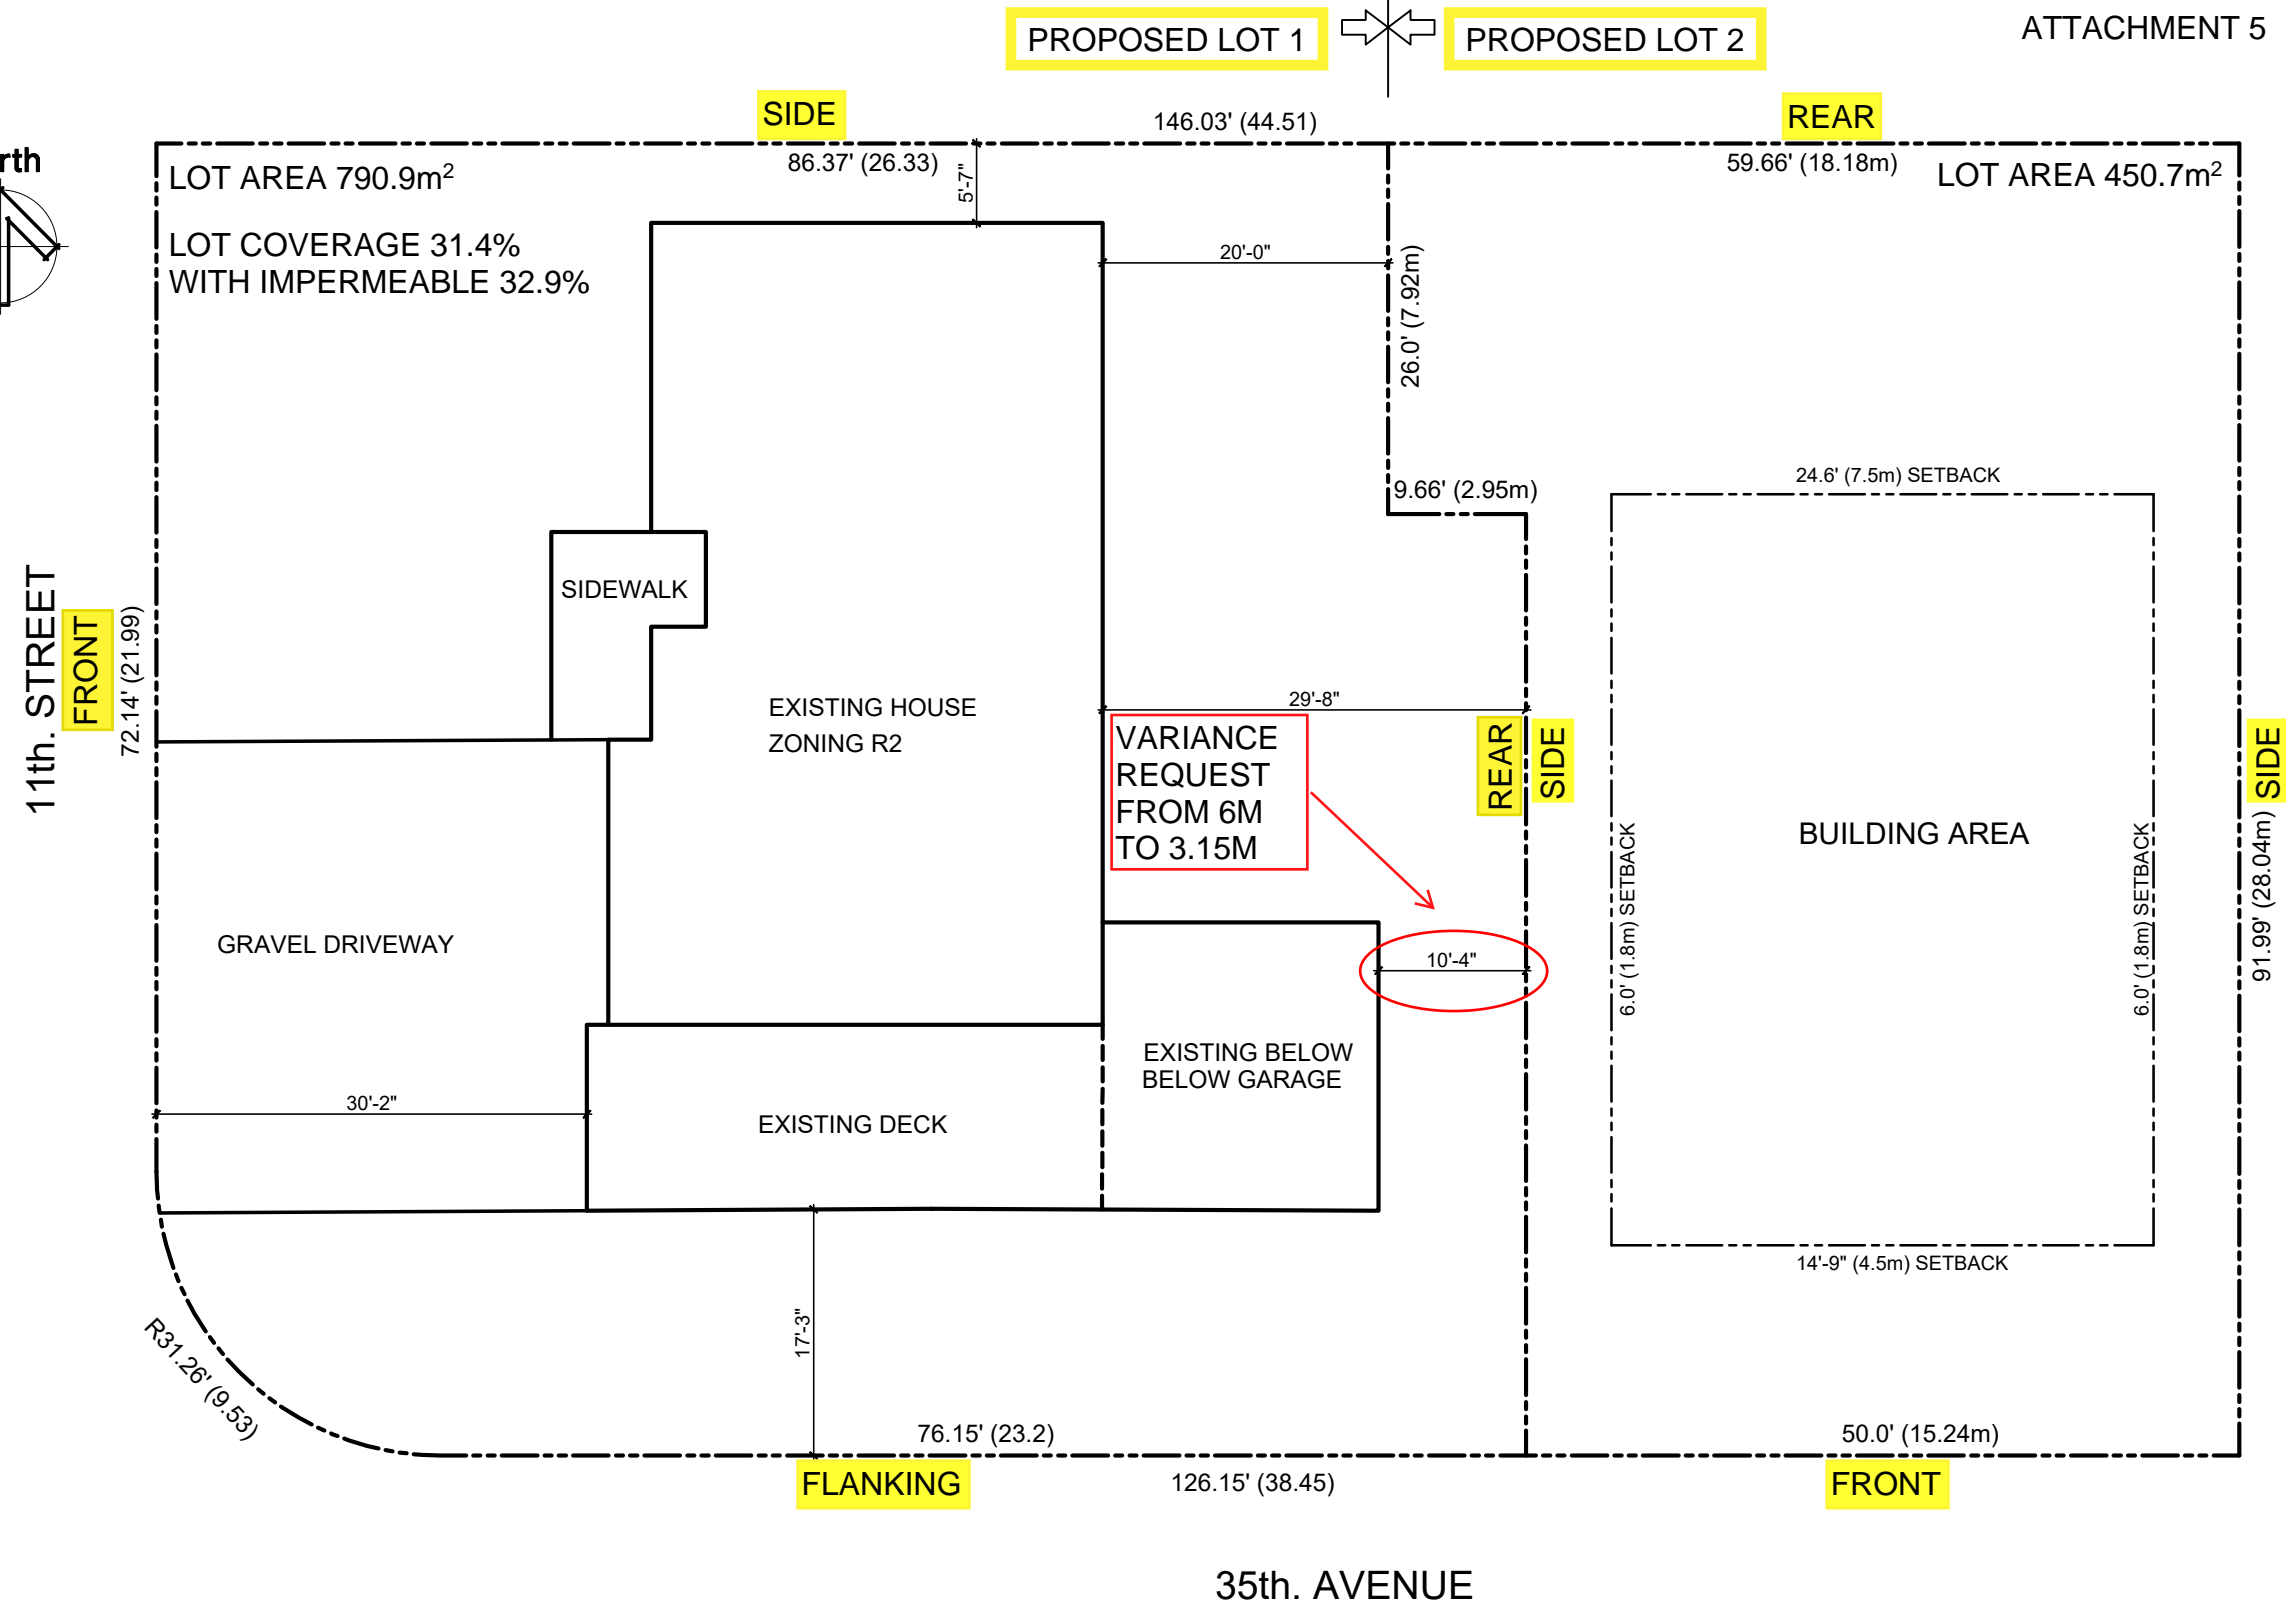 PROPOSED LOT 1
PROPOSED LOT 2
ATTACHMENT 5
SIDE
146.03' (44.51)
REAR
rth
86.37' (26.33)
5'-7"
59.66' (18.18m)
LOT AREA 790.9m²
LOT AREA 450.7m²
LOT COVERAGE 31.4%
WITH IMPERMEABLE 32.9%
20'-0"
26.0' (7.92m)
9.66' (2.95m)
24.6' (7.5m) SETBACK
SIDEWALK
11th. STREET
FRONT
72.14' (21.99)
EXISTING HOUSE
ZONING R2
29'-8"
VARIANCE
REQUEST
FROM 6M
TO 3.15M
REAR
SIDE
SIDE
BUILDING AREA
6.0' (1.8m) SETBACK
6.0' (1.8m) SETBACK
91.99' (28.04m)
GRAVEL DRIVEWAY
10'-4"
EXISTING BELOW
BELOW GARAGE
30'-2"
EXISTING DECK
14'-9" (4.5m) SETBACK
17'-3"
R31.26' (9.53)
76.15' (23.2)
50.0' (15.24m)
FLANKING
126.15' (38.45)
FRONT
35th. AVENUE